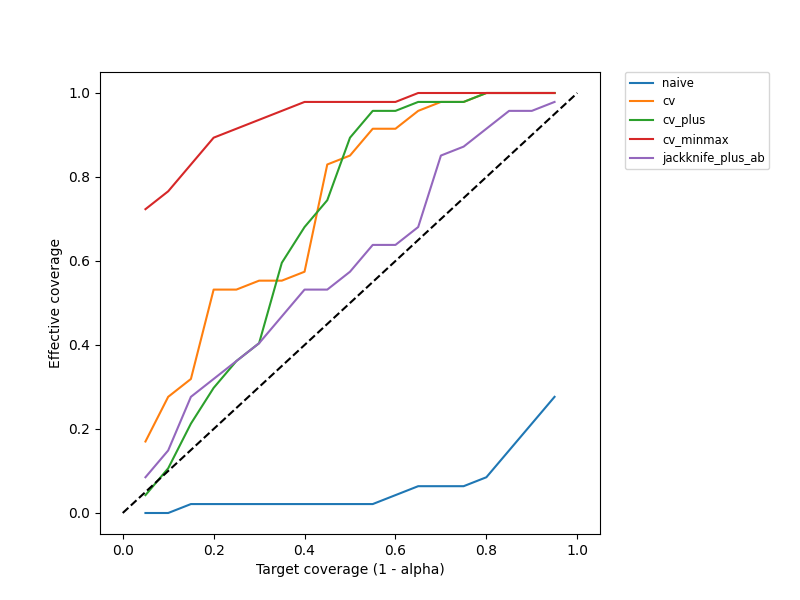 naive
cv
cv_plus
cv_minmax
jackknife_plus_ab
Effective coverage
1.0
0.8
0.6
0.4
0.2
0.0
0.0 0.2 0.4 0.6 0.8 1.0
Target coverage (1 - alpha)